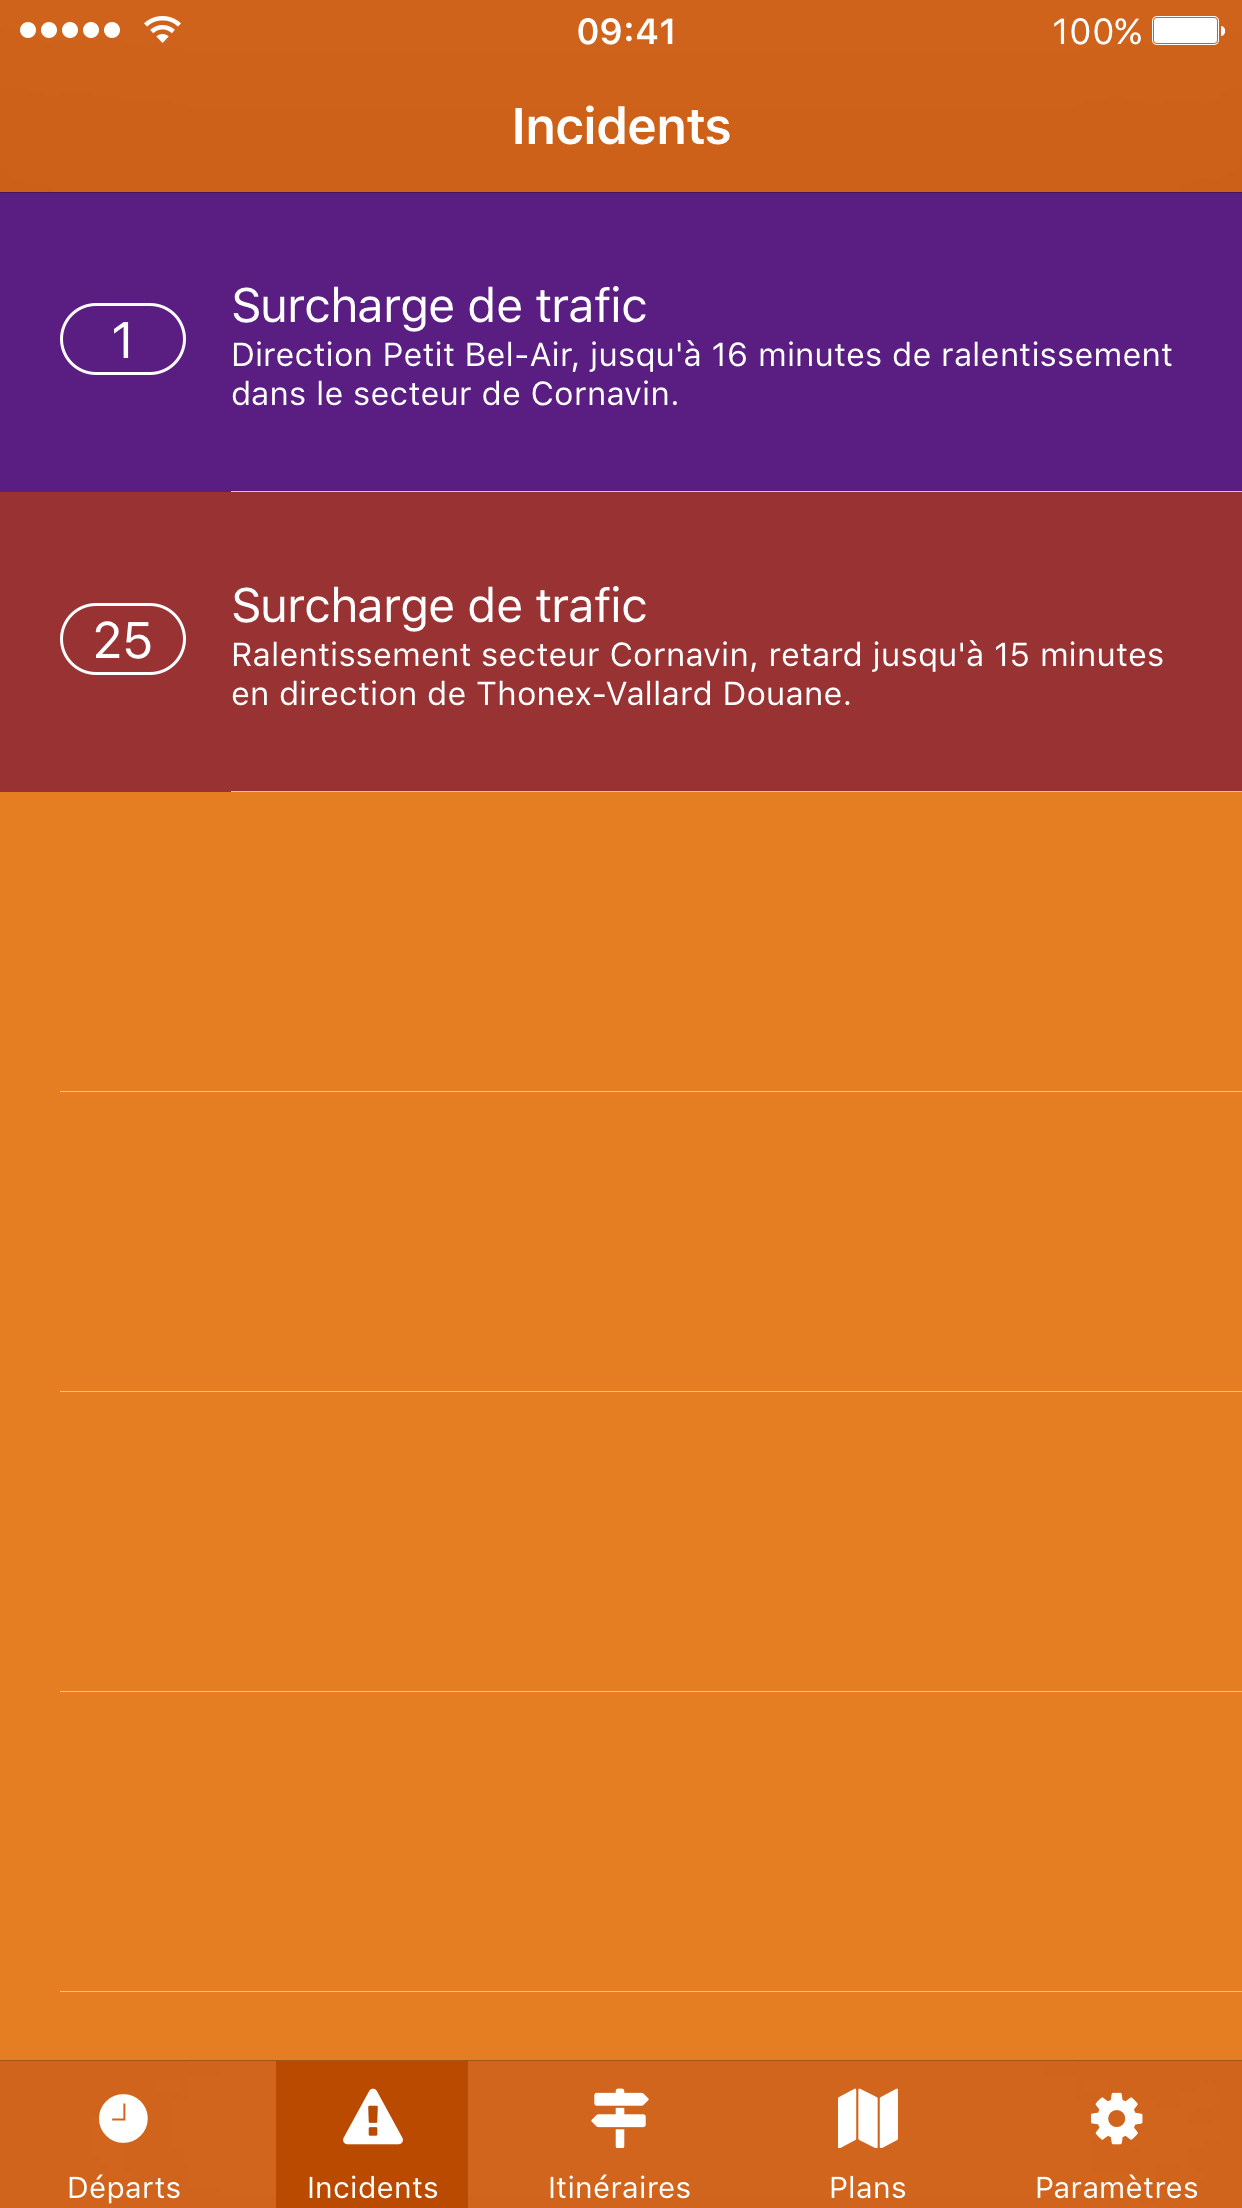 09:41
100%
Incidents
1
Surcharge de trafic
Direction Petit Bel-Air, jusqu'à 16 minutes de ralentissement
dans le secteur de Cornavin.
25
Surcharge de trafic
Ralentissement secteur Cornavin, retard jusqu'à 15 minutes
en direction de Thonex-Vallard Douane.
Départs
Incidents
Itinéraires
Plans
Paramètres